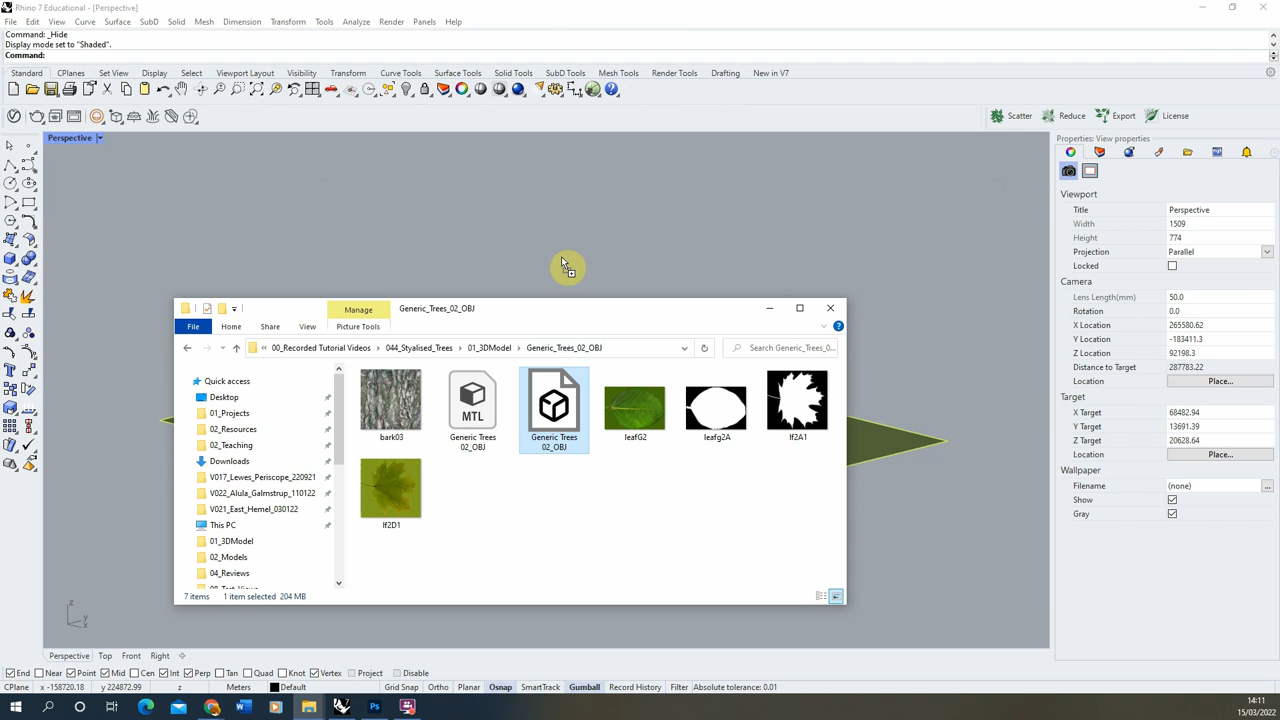 Rhino 7 Educational - [Perspective]
File Edit View Curve Surface SubD Solid Mesh Dimension Transform Tools Analyze Render Panels Help
Command: _Hide
Display mode set to "Shaded".
Command:
Standard CPlanes Set View Display Select Viewport Layout Visibility Transform Curve Tools Surface Tools Solid Tools SubD Tools Mesh Tools Render Tools Drafting New in V7
Scatter Reduce Export License
Perspective
Properties: View properties
Viewport
Title Perspective
Width 1509
Height 774
Projection Parallel
Locked
Camera
Lens Length(mm) 50.0
Rotation 0.0
X Location 265580.62
Y Location -183411.3
Z Location 92198.3
Distance to Target 287783.22
Location Place...
Target
X Target 68482.94
Y Target 13691.39
Z Target 20628.64
Location Place...
Wallpaper
Filename (none) ...
Show
Gray
Manage Generic_Trees_02_OBJ
File Home Share View Picture Tools
« 00_Recorded Tutorial Videos › 044_Styalised_Trees › 01_3DModel › Generic_Trees_02_OBJ
Search Generic_Trees_0...
Quick access
Desktop
01_Projects
02_Resources
02_Teaching
Downloads
V017_Lewes_Periscope_220921
V022_Alula_Galmstrup_110122
V021_East_Hemel_030122
This PC
01_3DModel
02_Models
04_Reviews
MTL
bark03
Generic Trees 02_OBJ
Generic Trees 02_OBJ
leafG2
leafg2A
lf2A1
lf2D1
7 items 1 item selected 204 MB
z
y
x
Perspective Top Front Right
End Near Point Mid Cen Int Perp Tan Quad Knot Vertex Project Disable
CPlane x -158720.18 y 224872.99 z Meters Default Grid Snap Ortho Planar Osnap SmartTrack Gumball Record History Filter Absolute tolerance: 0.01
14:11
15/03/2022